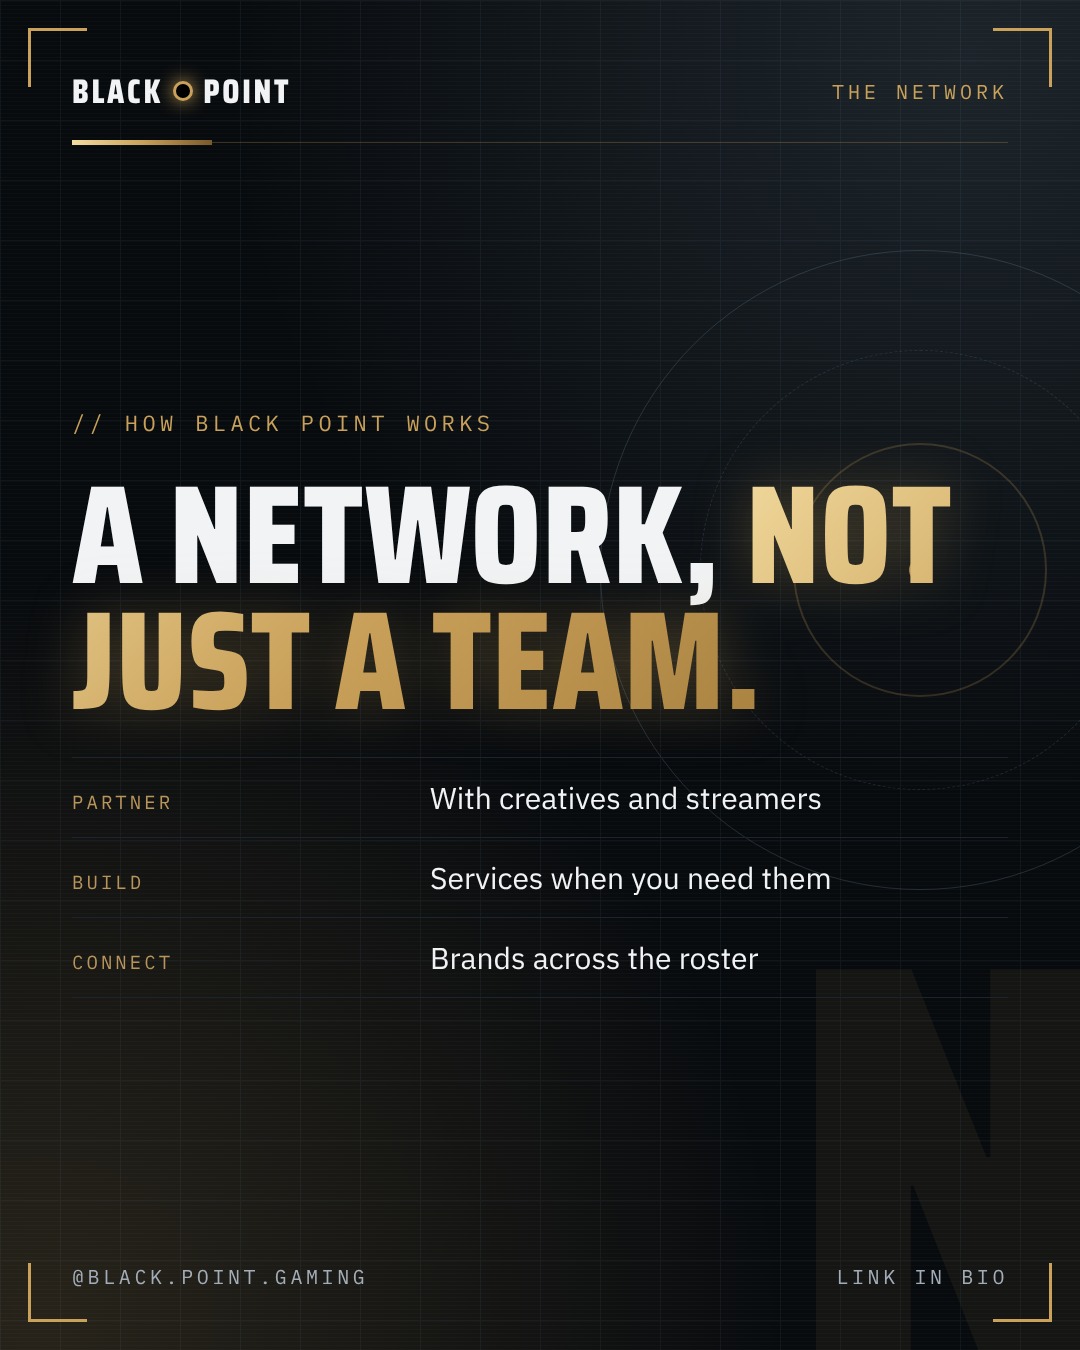 BLACK POINT
THE NETWORK
// HOW BLACK POINT WORKS
A NETWORK, NOT
JUST A TEAM.
PARTNER
With creatives and streamers
BUILD
Services when you need them
CONNECT
Brands across the roster
N
@BLACK.POINT.GAMING
LINK IN BIO